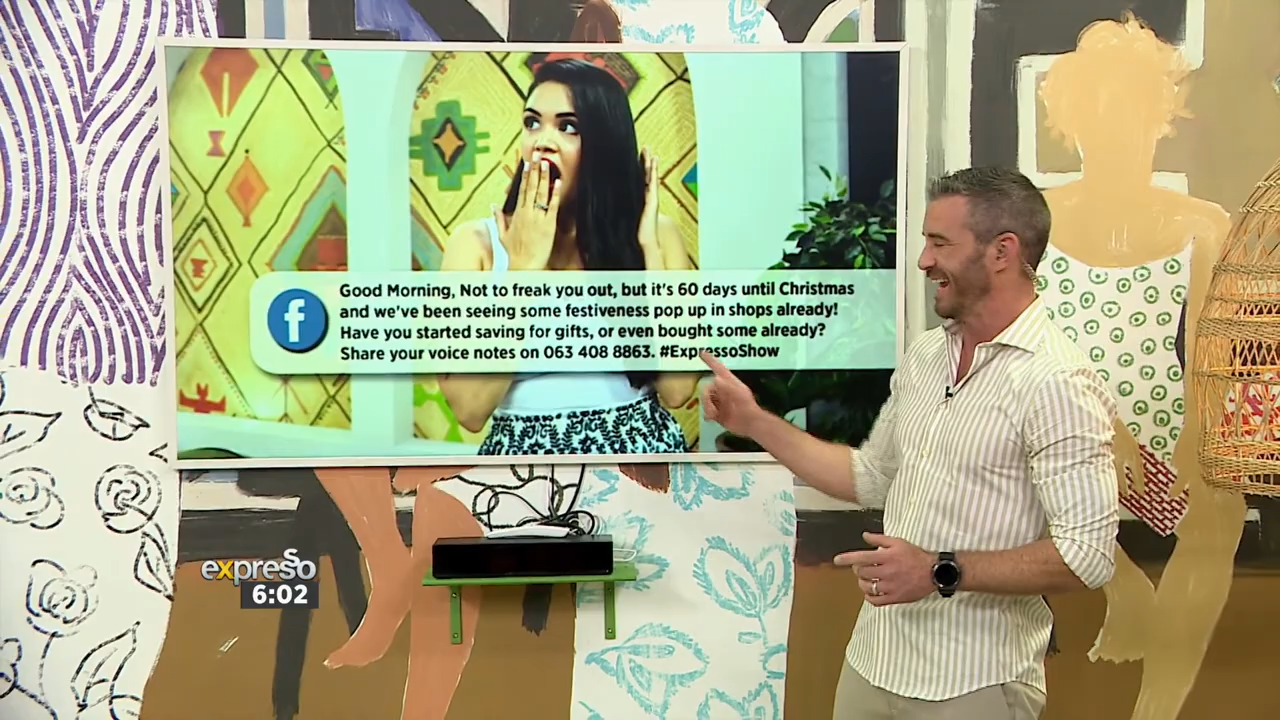 Good Morning, Not to freak you out, but it's 60 days until Christmas
and we've been seeing some festiveness pop up in shops already!
Have you started saving for gifts, or even bought some already?
Share your voice notes on 063 408 8863. #ExpressoShow
expresso
6:02